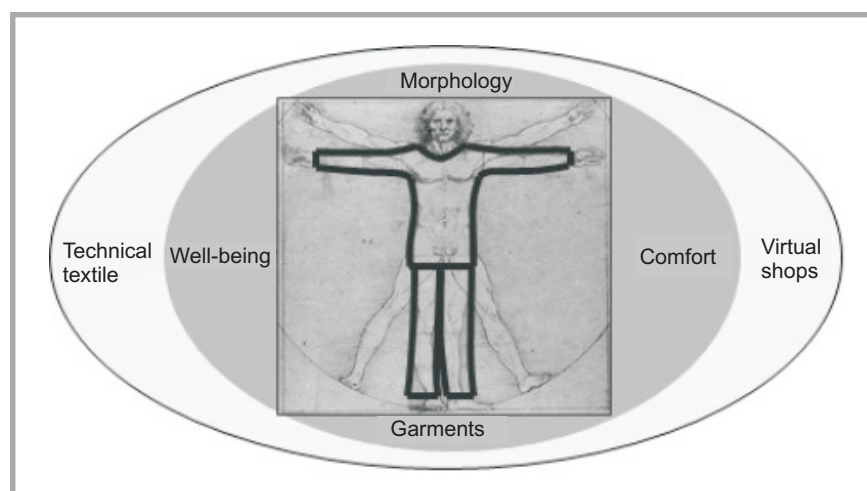 Morphology
Technical
textile
Well-being
Comfort
Virtual
shops
Garments